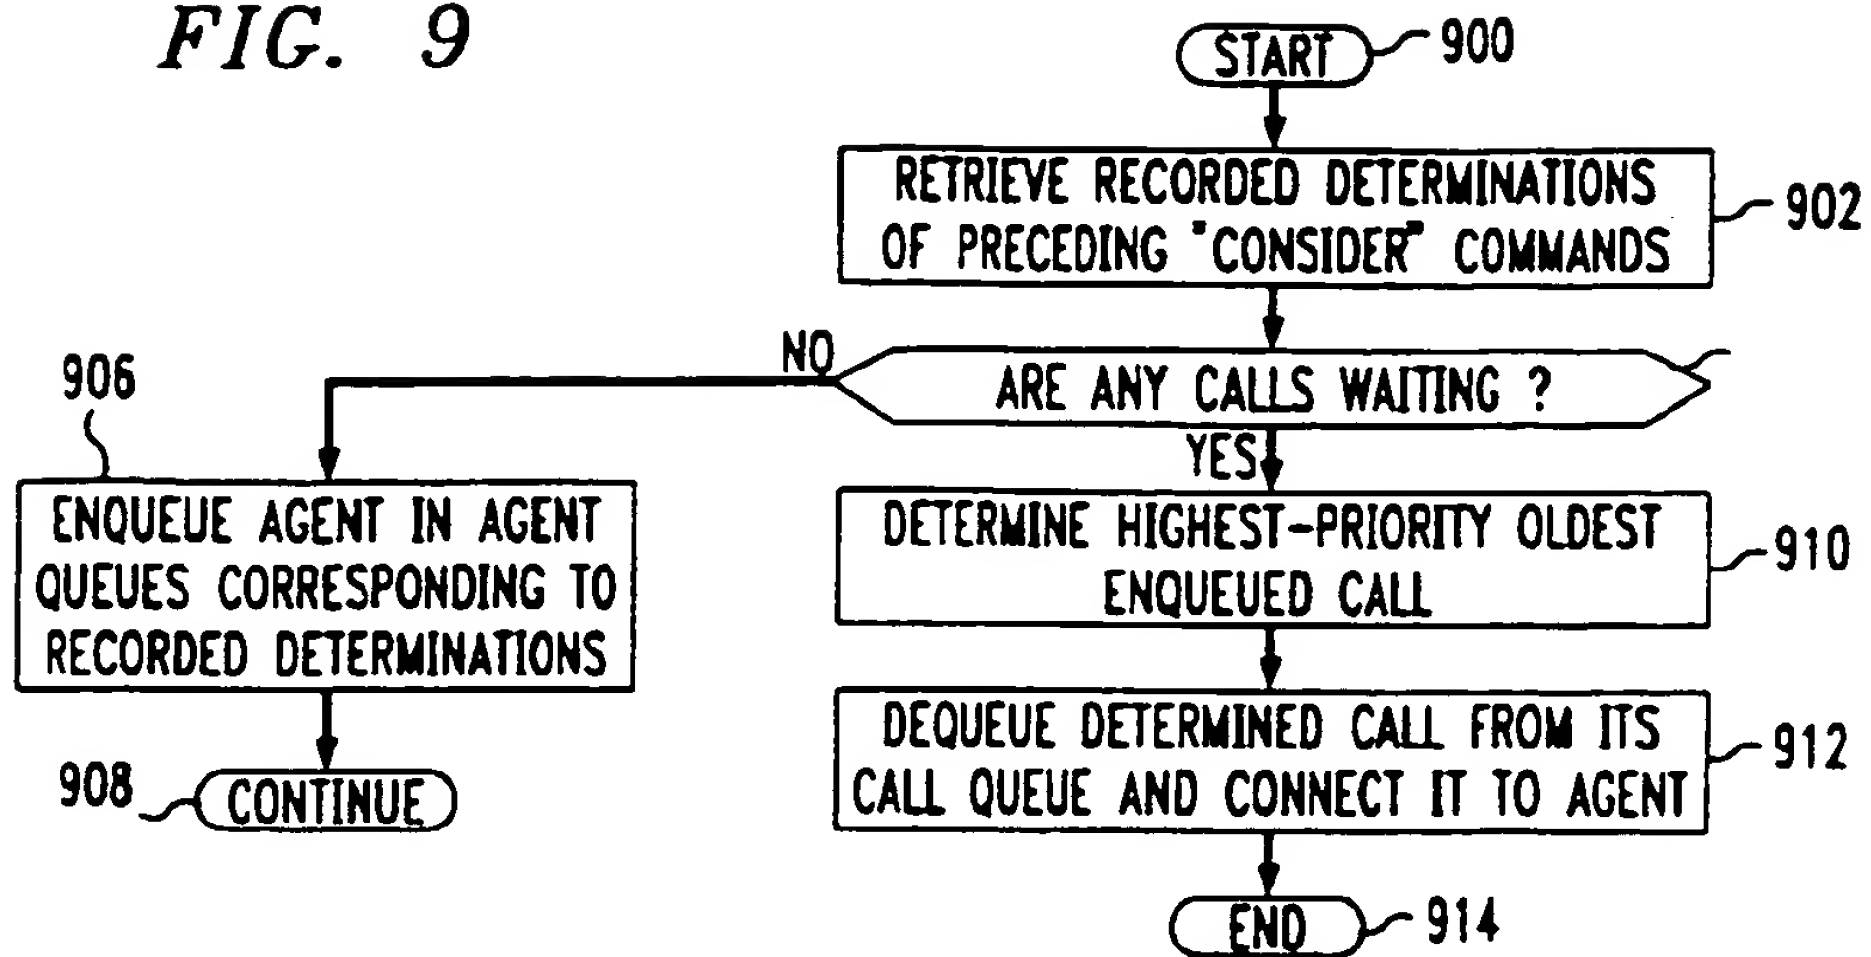 FIG. 9
START
900
RETRIEVE RECORDED DETERMINATIONS
OF PRECEDING "CONSIDER" COMMANDS
902
NO
ARE ANY CALLS WAITING ?
YES
906
ENQUEUE AGENT IN AGENT
QUEUES CORRESPONDING TO
RECORDED DETERMINATIONS
908
CONTINUE
DETERMINE HIGHEST-PRIORITY OLDEST
ENQUEUED CALL
910
DEQUEUE DETERMINED CALL FROM ITS
CALL QUEUE AND CONNECT IT TO AGENT
912
END
914